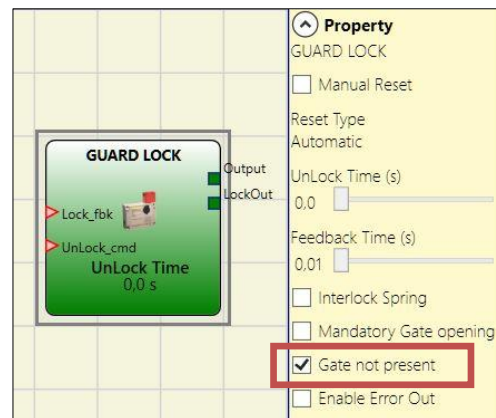 GUARD LOCK
Output
LockOut
Lock_fbk
UnLock_cmd
UnLock Time
0,0 s
Property
GUARD LOCK
Manual Reset
Reset Type
Automatic
UnLock Time (s)
0,0
Feedback Time (s)
0,01
Interlock Spring
Mandatory Gate opening
Gate not present
Enable Error Out